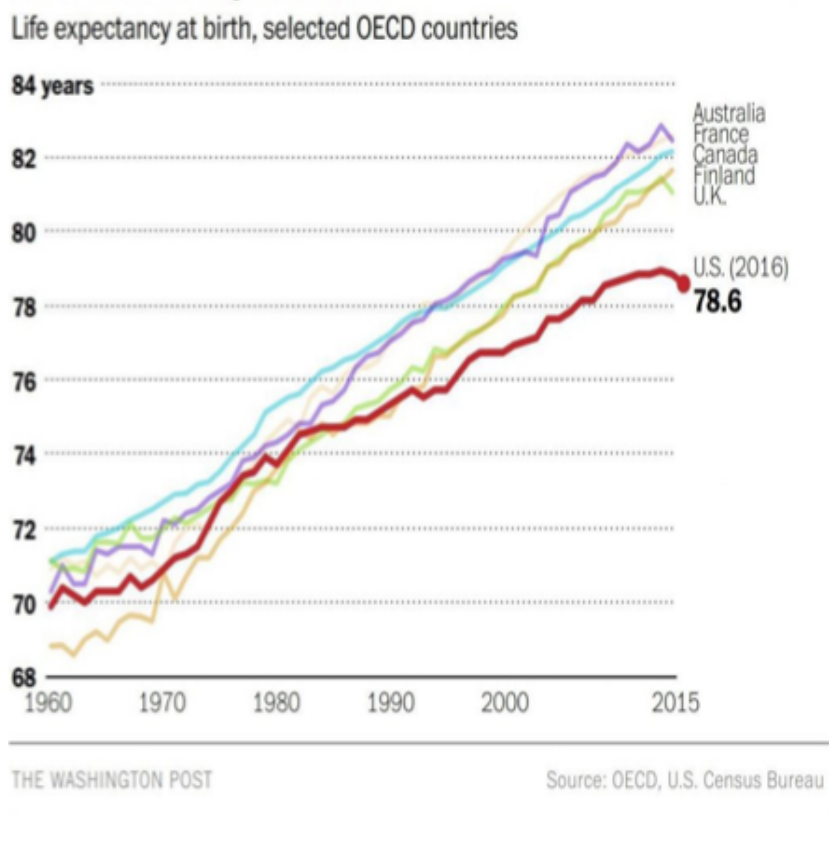 Life expectancy at birth, selected OECD countries
84 years
82
80
78
76
74
72
70
68
Australia
France
Canada
Finland
U.K.
U.S. (2016)
78.6
1960 1970 1980 1990 2000 2015
THE WASHINGTON POST
Source: OECD, U.S. Census Bureau